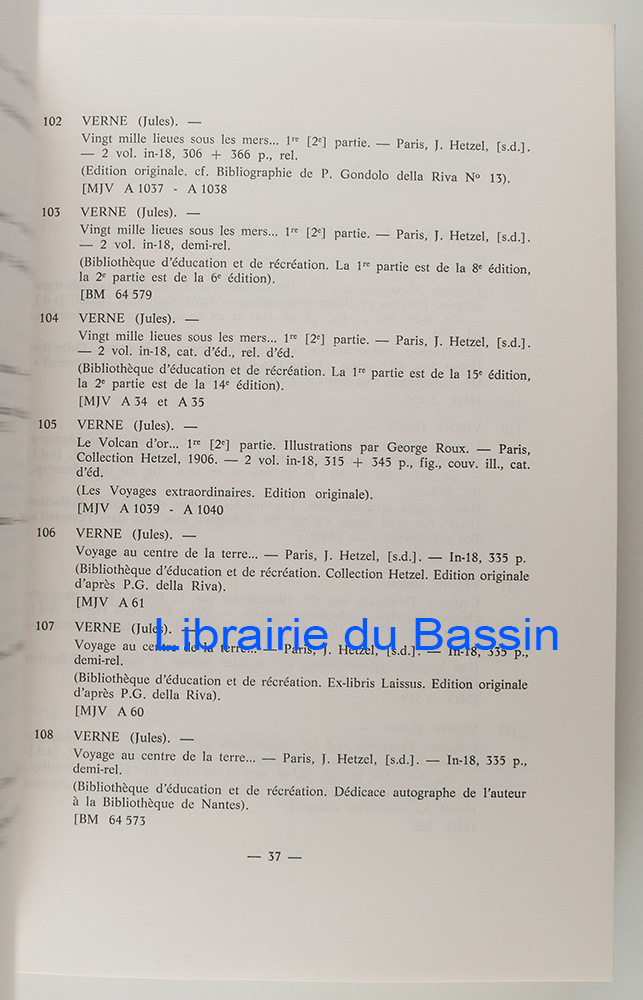 102 VERNE (Jules). —
Vingt mille lieues sous les mers... 1re [2e] partie. — Paris, J. Hetzel, [s.d.].
— 2 vol. in-18, 306 + 366 p., rel.
(Edition originale. cf. Bibliographie de P. Gondolo della Riva No 13).
[MJV A 1037 - A 1038
103 VERNE (Jules). —
Vingt mille lieues sous les mers... 1re [2e] partie. — Paris, J. Hetzel, [s.d.].
— 2 vol. in-18, demi-rel.
(Bibliothèque d'éducation et de récréation. La 1re partie est de la 8e édition,
la 2e partie est de la 6e édition).
[BM 64 579
104 VERNE (Jules). —
Vingt mille lieues sous les mers... 1re [2e] partie. — Paris, J. Hetzel, [s.d.].
— 2 vol. in-18, cat. d'éd., rel. d'éd.
(Bibliothèque d'éducation et de récréation. La 1re partie est de la 15e édition,
la 2e partie est de la 14e édition).
[MJV A 34 et A 35
105 VERNE (Jules). —
Le Volcan d'or... 1re [2e] partie. Illustrations par George Roux. — Paris,
Collection Hetzel, 1906. — 2 vol. in-18, 315 + 345 p., fig., couv. ill., cat.
d'éd.
(Les Voyages extraordinaires. Edition originale).
[MJV A 1039 - A 1040
106 VERNE (Jules). —
Voyage au centre de la terre... — Paris, J. Hetzel, [s.d.]. — In-18, 335 p.
(Bibliothèque d'éducation et de récréation. Collection Hetzel. Edition originale
d'après P.G. della Riva).
[MJV A 61
107 VERNE (Jules). —
Librairie du Bassin
Voyage au centre de la terre... — Paris, J. Hetzel, [s.d.]. — In-18, 335 p.,
demi-rel.
(Bibliothèque d'éducation et de récréation. Ex-libris Laissus. Edition originale
d'après P.G. della Riva).
[MJV A 60
108 VERNE (Jules). —
Voyage au centre de la terre... — Paris, J. Hetzel, [s.d.]. — In-18, 335 p.,
demi-rel.
(Bibliothèque d'éducation et de récréation. Dédicace autographe de l'auteur
à la Bibliothèque de Nantes).
[BM 64 573
— 37 —